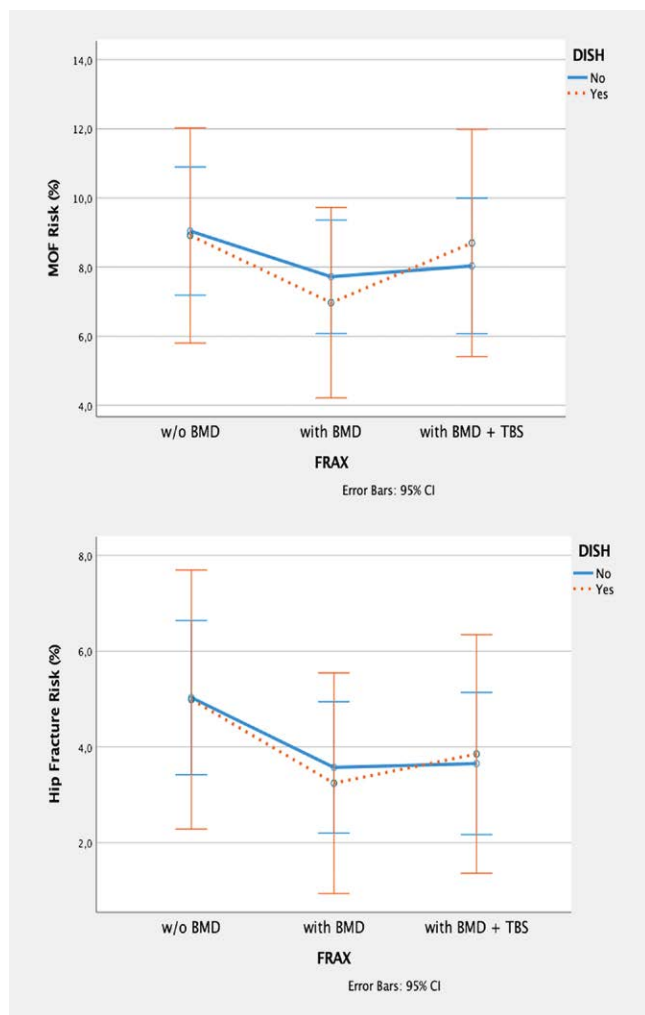 DISH
No
Yes
14,0
12,0
10,0
8,0
6,0
4,0
MOF Risk (%)
w/o BMD with BMD with BMD + TBS
FRAX
Error Bars: 95% CI
DISH
No
Yes
8,0
6,0
4,0
2,0
Hip Fracture Risk (%)
w/o BMD with BMD with BMD + TBS
FRAX
Error Bars: 95% CI